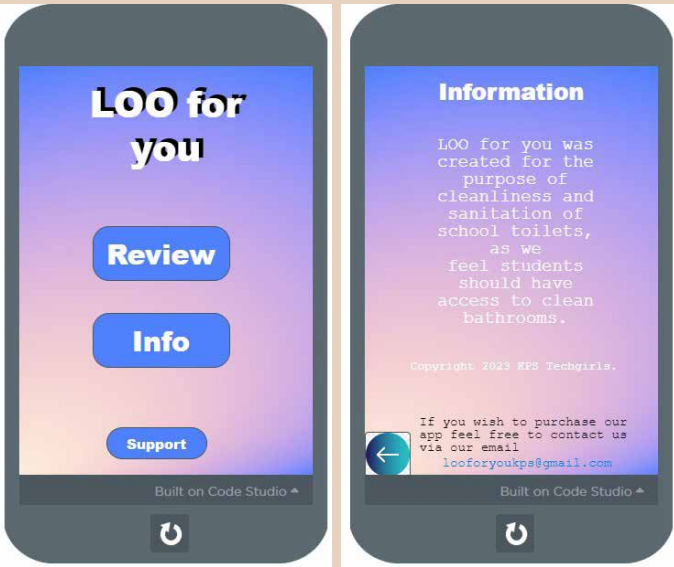 LOO for
you
Review
Info
Support
Built on Code Studio
Information
LOO for you was
created for the
purpose of
cleanliness and
sanitation of
school toilets,
as we
feel students
should have
access to clean
bathrooms.
Copyright 2023 KPS Techgirls.
If you wish to purchase our
app feel free to contact us
via our email
looforyoukps@gmail.com
Built on Code Studio